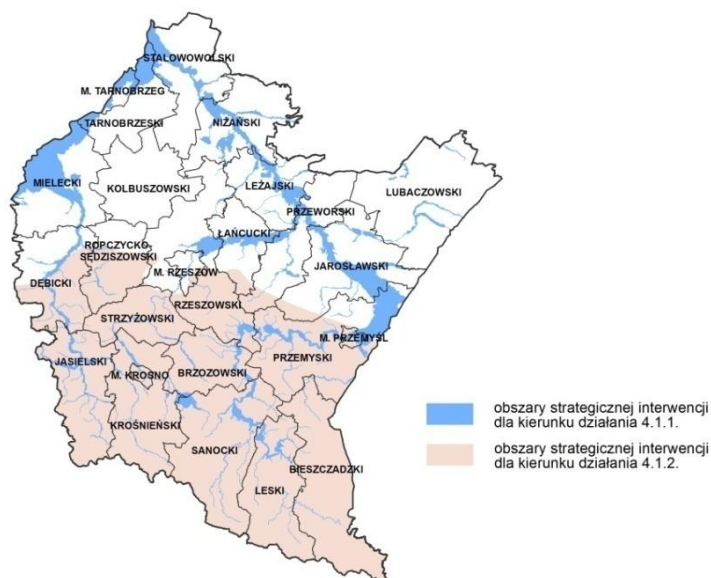 STALOWOWOLSKI
M. TARNOBRZEG
TARNOBRZESKI
NIŻAŃSKI
MIELECKI
KOLBUSZOWSKI
LEŻAJSKI
LUBACZOWSKI
PRZEWORSKI
ŁAŃCUCKI
ROPCZYCKO-
SĘDZISZOWSKI
M. RZESZÓW
JAROSŁAWSKI
DĘBICKI
RZESZOWSKI
STRZYŻOWSKI
M. PRZEMYŚL
JASIELSKI
M. KROSNO
BRZOZOWSKI
PRZEMYSKI
KROŚNIEŃSKI
SANOCKI
BIESZCZADZKI
LESKI
obszary strategicznej interwencji
dla kierunku działania 4.1.1.
obszary strategicznej interwencji
dla kierunku działania 4.1.2.